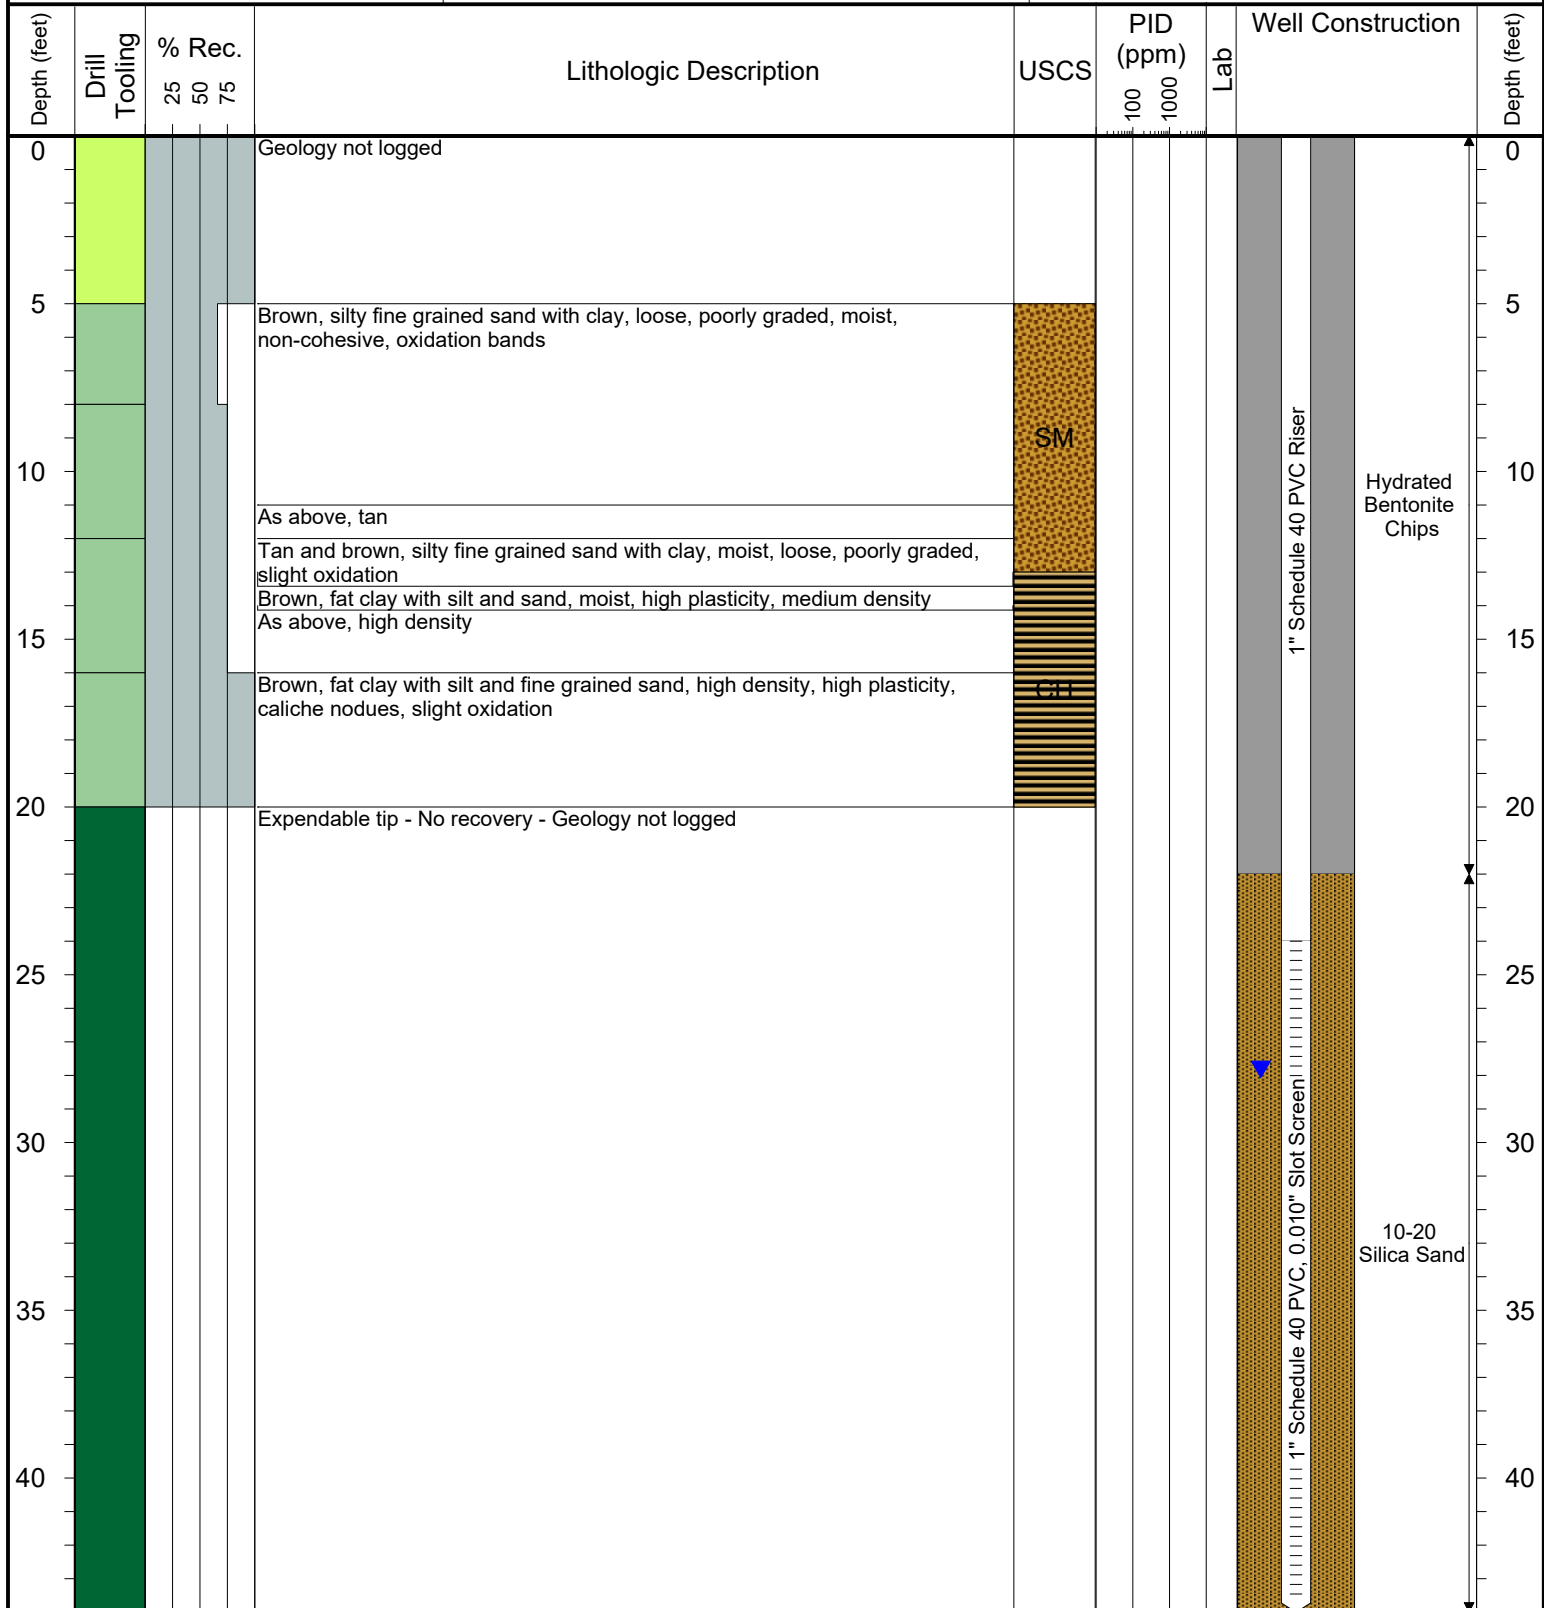 Depth (feet)
Drill
Tooling
% Rec.
25
50
75
Lithologic Description
USCS
PID
(ppm)
100
1000
Lab
Well Construction
Depth (feet)
0
Geology not logged
0
5
Brown, silty fine grained sand with clay, loose, poorly graded, moist,
non-cohesive, oxidation bands
5
SM
10
10
1" Schedule 40 PVC Riser
Hydrated
Bentonite
Chips
As above, tan
Tan and brown, silty fine grained sand with clay, moist, loose, poorly graded,
slight oxidation
Brown, fat clay with silt and sand, moist, high plasticity, medium density
As above, high density
15
15
Brown, fat clay with silt and fine grained sand, high density, high plasticity,
caliche nodues, slight oxidation
CH
20
Expendable tip - No recovery - Geology not logged
20
25
25
30
30
1" Schedule 40 PVC, 0.010" Slot Screen
10-20
Silica Sand
35
35
40
40